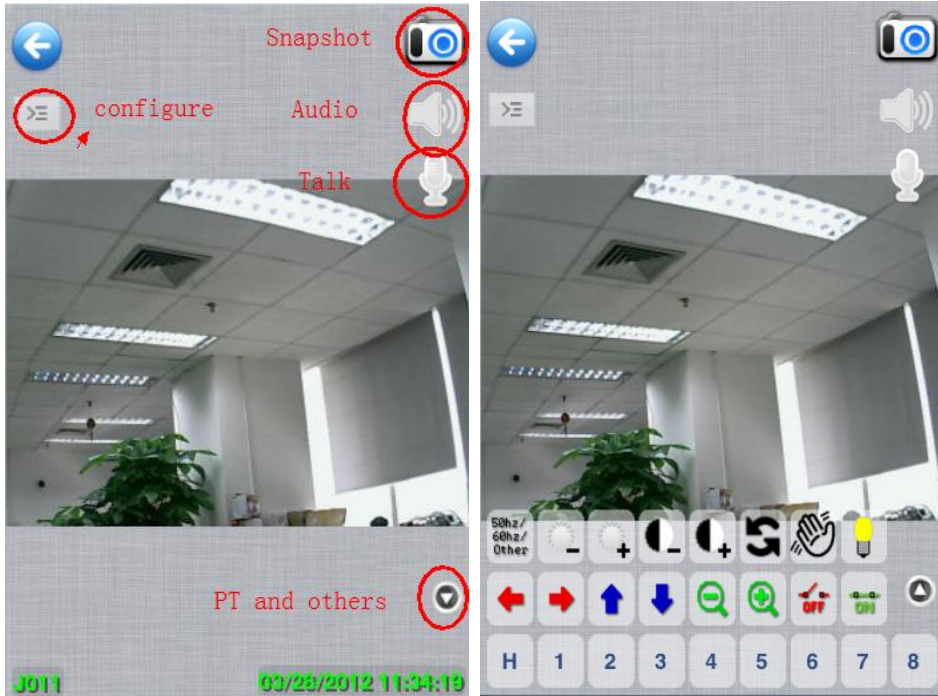 Snapshot
configure
Audio
Talk
PT and others
J011
03/28/2012 11:34:19
50hz/
60hz/
Other
OFF
ON
H 1 2 3 4 5 6 7 8